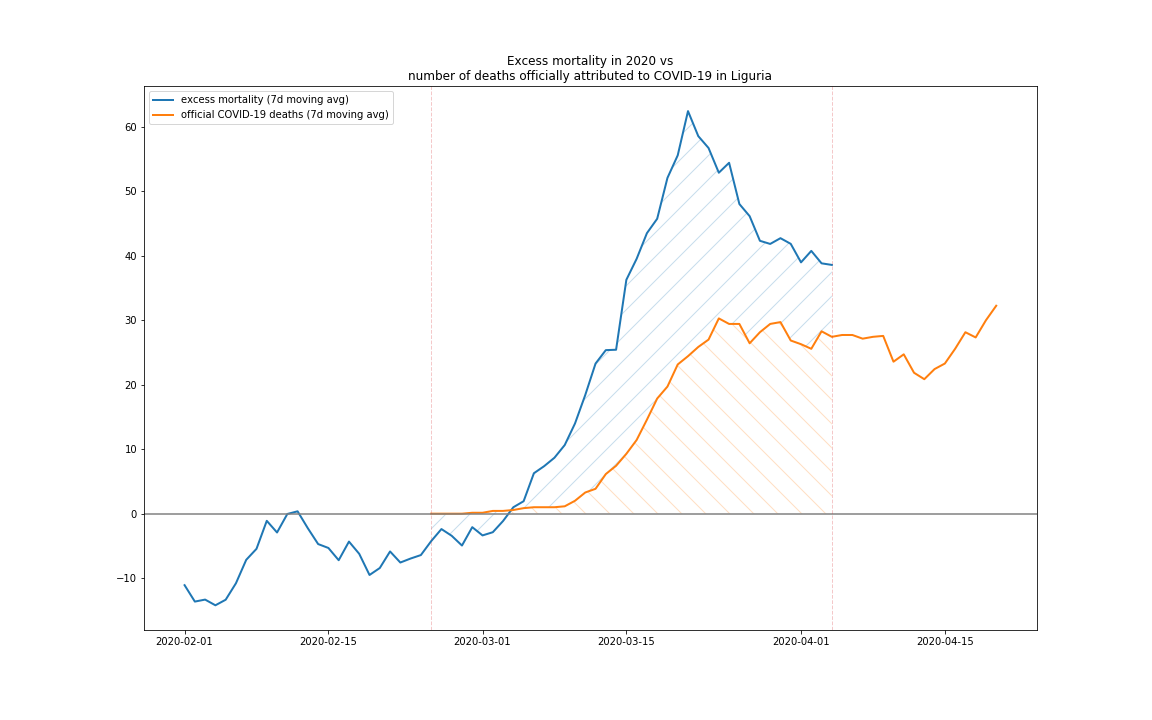 Excess mortality in 2020 vs
number of deaths officially attributed to COVID-19 in Liguria
excess mortality (7d moving avg)
official COVID-19 deaths (7d moving avg)
60
50
40
30
20
10
0
−10
2020-02-01 2020-02-15 2020-03-01 2020-03-15 2020-04-01 2020-04-15